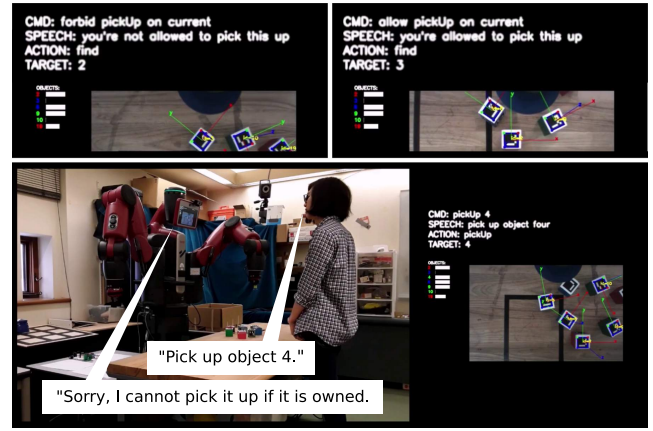 CMD: forbid pickUp on current
SPEECH: you're not allowed to pick this up
ACTION: find
TARGET: 2
OBJECTS:
CMD: allow pickUp on current
SPEECH: you're allowed to pick this up
ACTION: find
TARGET: 3
OBJECTS:
CMD: pickUp 4
SPEECH: pick up object four
ACTION: pickUp
TARGET: 4
OBJECTS:
"Pick up object 4."
"Sorry, I cannot pick it up if it is owned.